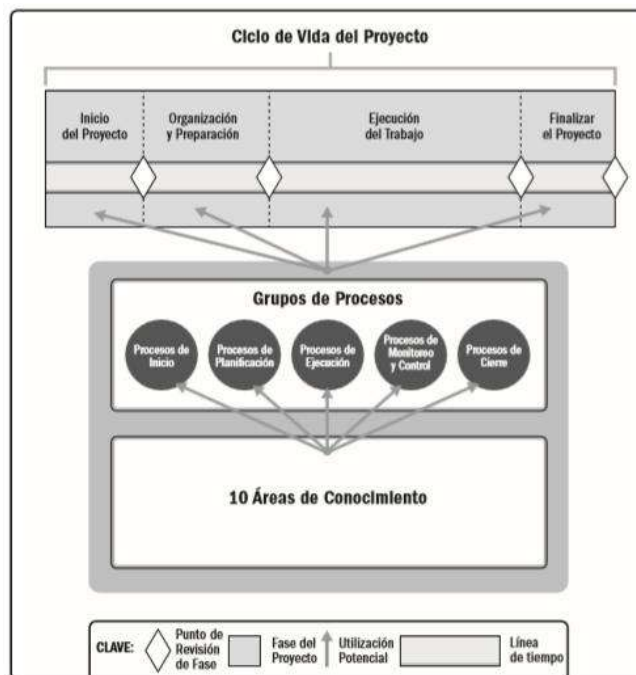 Ciclo de Vida del Proyecto
Inicio
del Proyecto
Organización
y Preparación
Ejecución
del Trabajo
Finalizar
el Proyecto
Grupos de Procesos
Procesos de
Inicio
Procesos de
Planificación
Procesos de
Ejecución
Procesos de
Monitoreo
y Control
Procesos de
Cierre
10 Áreas de Conocimiento
CLAVE:
Punto de
Revisión
de Fase
Fase del
Proyecto
Utilización
Potencial
Línea
de tiempo